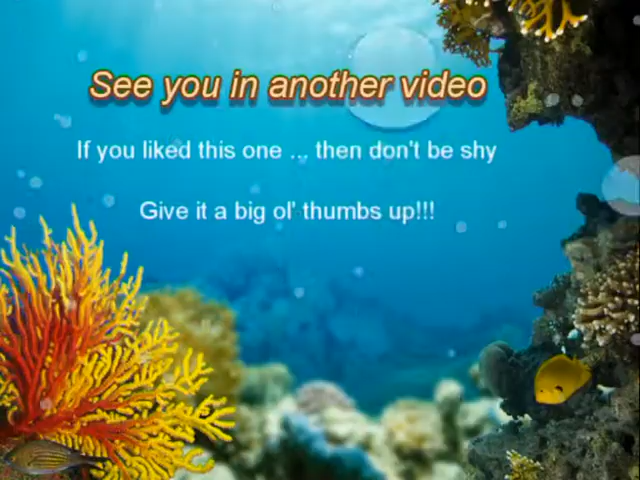 See you in another video
If you liked this one ... then don't be shy
Give it a big ol' thumbs up!!!